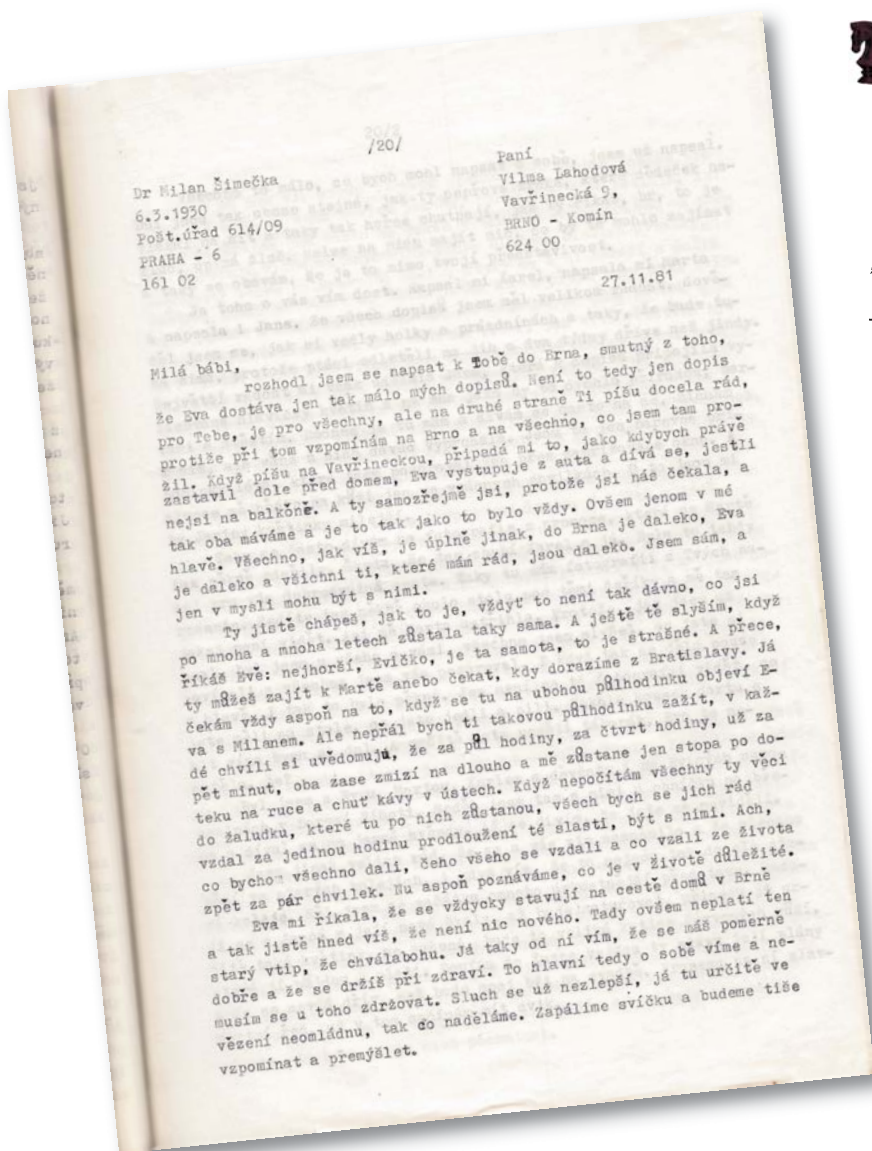 /20/
Dr Milan Šimečka
6.3.1930
Pošt.úřad 614/09
PRAHA - 6
161 02
Paní
Vilma Lahodová
Vavřinecká 9,
BRNO - Komín
624 00
27.11.81
Milá bábi,
rozhodl jsem se napsat k Tobě do Brna, smutný z toho,
že Eva dostáva jen tak málo mých dopisů. Není to tedy jen dopis
pro Tebe, je pro všechny, ale na druhé straně Ti píšu docela rád,
protiže při tom vzpomínám na Brno a na všechno, co jsem tam pro-
žil. Když píšu na Vavřineckou, připadá mi to, jako kdybych právě
zastavil dole před domem, Eva vystupuje z auta a dívá se, jestli
nejsi na balkóně. A ty samozřejmě jsi, protože jsi nás čekala, a
tak oba máváme a je to tak jako to bylo vždy. Ovšem jenom v mé
hlavě. Všechno, jak víš, je úplně jinak, do Brna je daleko, Eva
je daleko a všichni ti, které mám rád, jsou daleko. Jsem sám, a
jen v mysli mohu být s nimi.
Ty jistě chápeš, jak to je, vždyť to není tak dávno, co jsi
po mnoha a mnoha letech zůstala taky sama. A ještě tě slyším, když
říkáš Evě: nejhorší, Evičko, je ta samota, to je strašné. A přece,
ty můžeš zajít k Martě anebo čekat, kdy dorazíme z Bratislavy. Já
čekám vždy aspoň na to, když se tu na ubohou půlhodinku objeví E-
va s Milanem. Ale nepřál bych ti takovou půlhodinku zažít, v kaž-
dé chvíli si uvědomuju, že za půl hodiny, za čtvrt hodiny, už za
pět minut, oba zase zmizí na dlouho a mě zůstane jen stopa po do-
teku na ruce a chuť kávy v ústech. Když nepočítám všechny ty věci
do žaludku, které tu po nich zůstanou, všech bych se jich rád
vzdal za jedinou hodinu prodloužení té slasti, být s nimi. Ach,
co bycho všechno dali, čeho všeho se vzdali a co vzali ze života
zpět za pár chvilek. Nu aspoň poznáváme, co je v životě důležité.
Eva mi říkala, že se vždycky stavují na cestě domů v Brně
a tak jistě hned víš, že není nic nového. Tady ovšem neplatí ten
starý vtip, že chválabohu. Já taky od ní vím, že se máš poměrně
dobře a že se držíš při zdraví. To hlavní tedy o sobě víme a ne-
musím se u toho zdržovat. Sluch se už nezlepší, já tu určitě ve
vězení neomládnu, tak co naděláme. Zapálíme svíčku a budeme tiše
vzpomínat a přemýšlet.